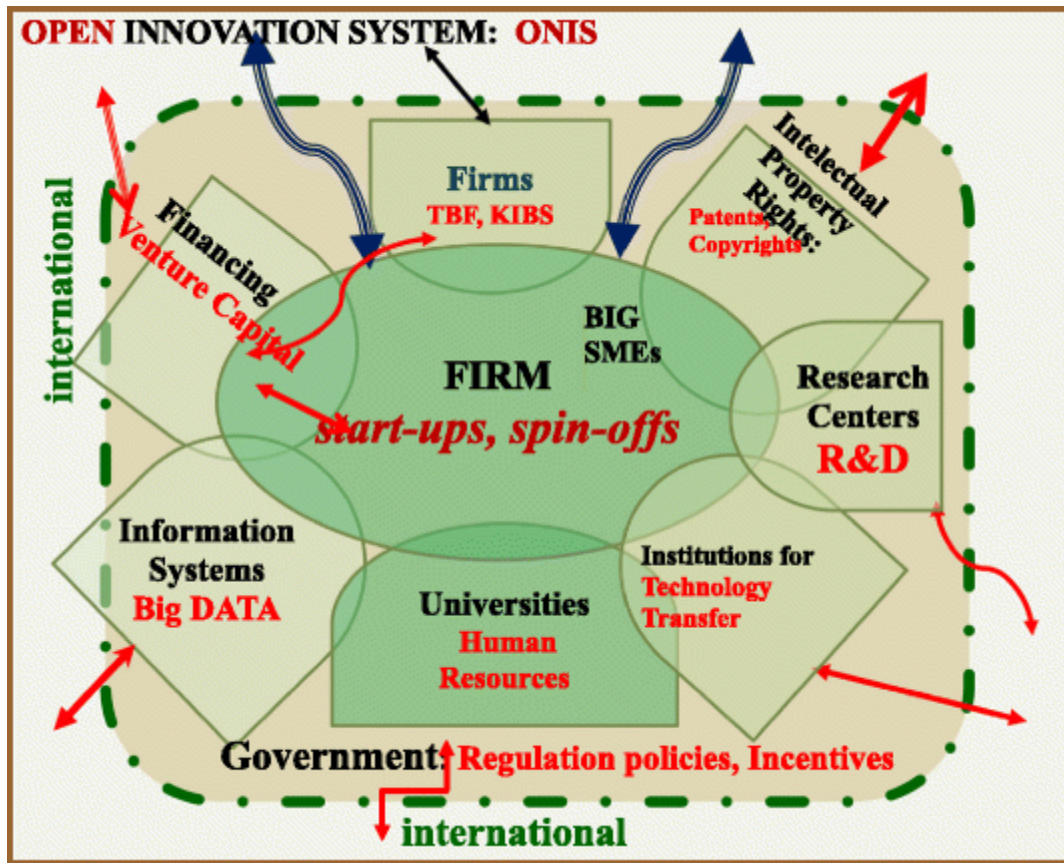 OPEN INNOVATION SYSTEM: ONIS
international
Financing
Venture Capital
Firms
TBF, KIBS
Intelectual
Property
Rights:
Patents,
Copyrights
BIG
SMEs
FIRM
start-ups, spin-offs
Research
Centers
R&D
Information
Systems
Big DATA
Universities
Human
Resources
Institutions for
Technology
Transfer
Government: Regulation policies, Incentives
international